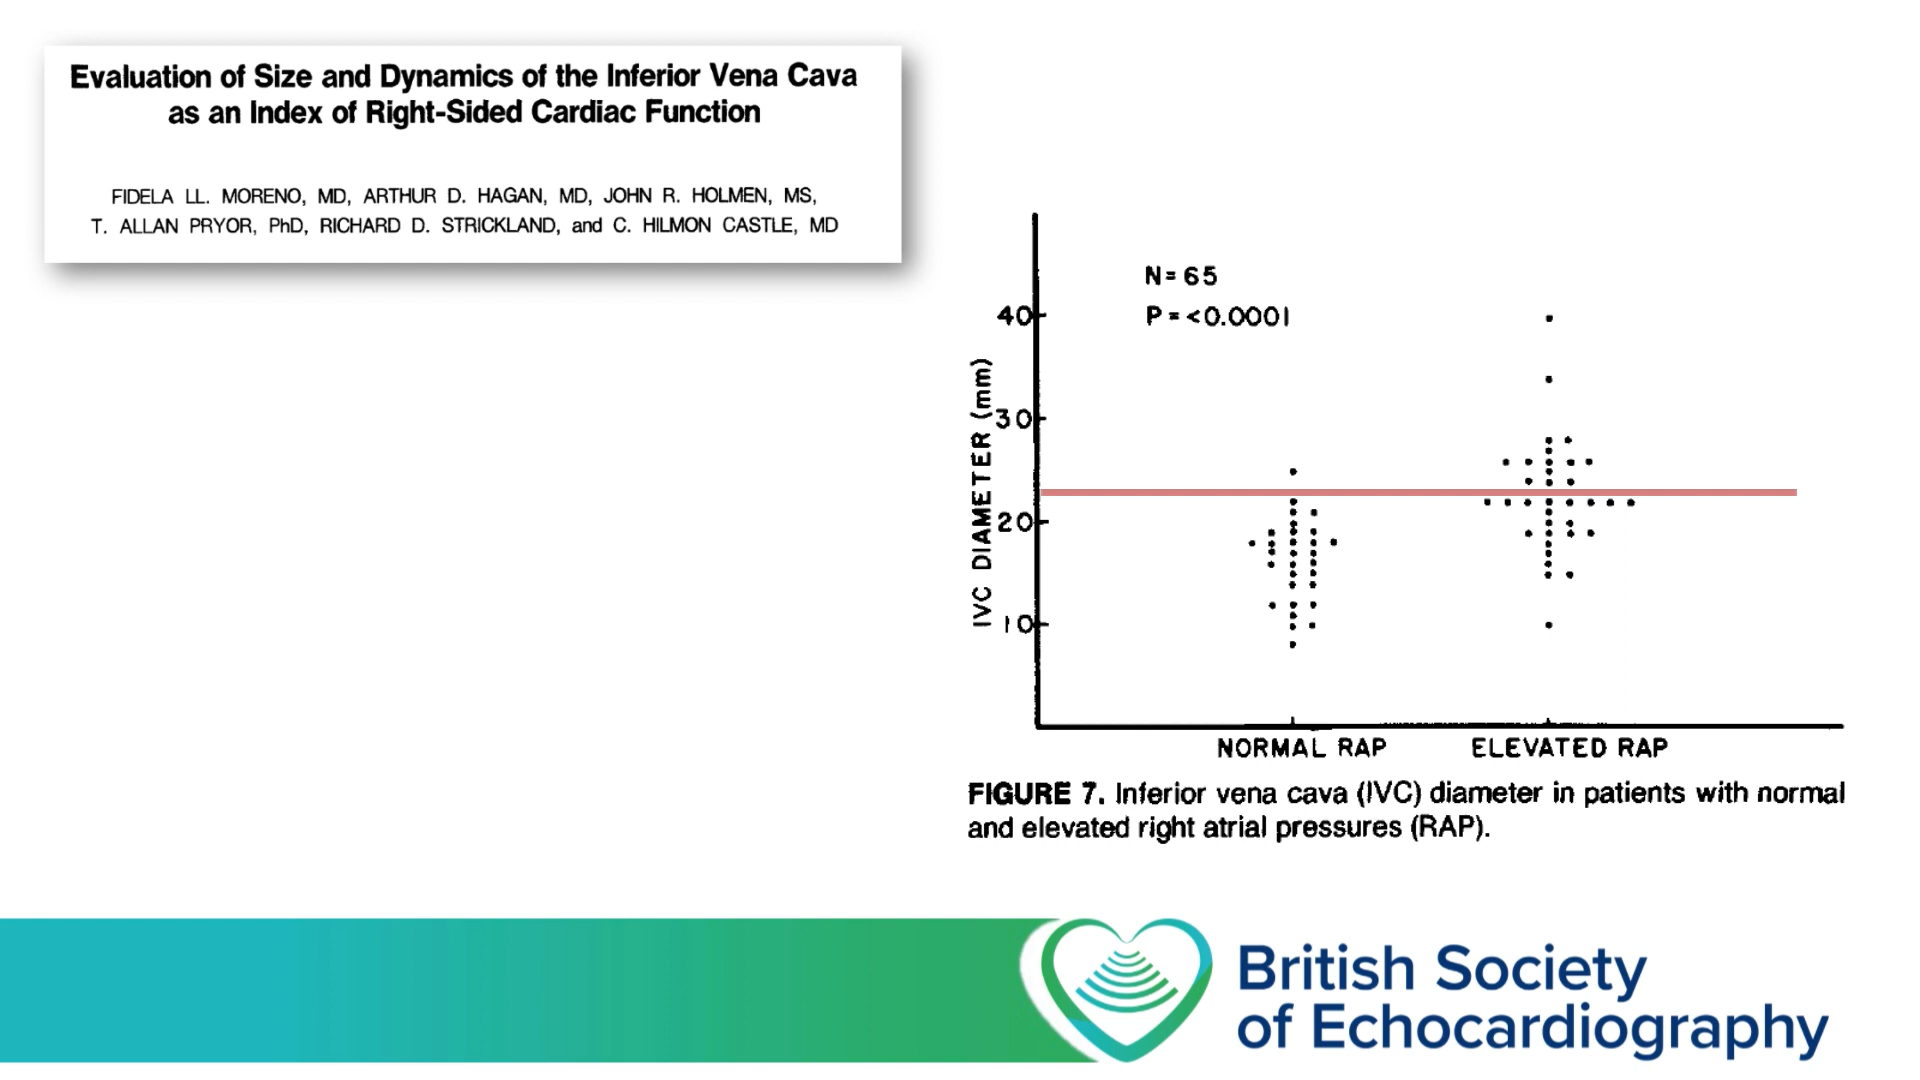 Evaluation of Size and Dynamics of the Inferior Vena Cava
as an Index of Right-Sided Cardiac Function
FIDELA LL. MORENO, MD, ARTHUR D. HAGAN, MD, JOHN R. HOLMEN, MS,
T. ALLAN PRYOR, PhD, RICHARD D. STRICKLAND, and C. HILMON CASTLE, MD
N=65
P=<0.0001
IVC DIAMETER (mm)
40
30
20
10
NORMAL RAP
ELEVATED RAP
FIGURE 7. Inferior vena cava (IVC) diameter in patients with normal
and elevated right atrial pressures (RAP).
British Society
of Echocardiography